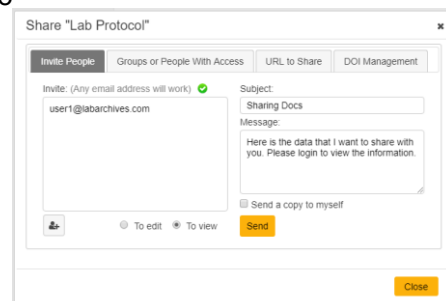 Share "Lab Protocol"
Invite People Groups or People With Access URL to Share DOI Management
Invite: (Any email address will work)
user1@labarchives.com
To edit To view
Subject:
Sharing Docs
Message:
Here is the data that I want to share with
you. Please login to view the information.
Send a copy to myself
Send
Close